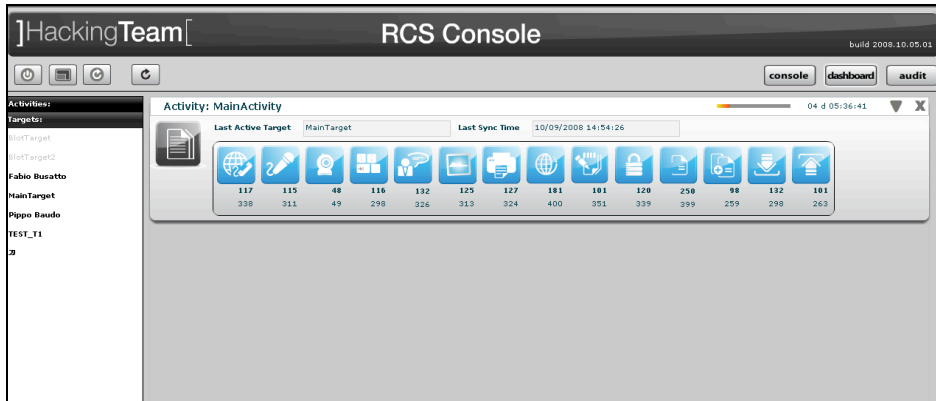 ]HackingTeam[
RCS Console
build 2008.10.05.01
console dashboard audit
Activities:
Targets:
BlotTarget
BlotTarget2
Fabio Busatto
MainTarget
Pippo Baudo
TEST_T1
Activity: MainActivity
04 d 05:36:41
X
Last Active Target MainTarget Last Sync Time 10/09/2008 14:54:26
117 115 48 116 132 125 127 181 101 120 250 98 132 101
338 311 49 298 326 313 324 400 351 339 399 259 298 263